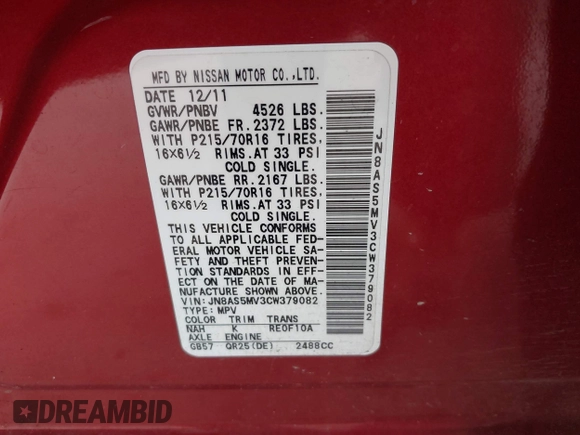 MFD BY NISSAN MOTOR CO.,LTD.
DATE 12/11
GVWR/PNBV 4526 LBS.
GAWR/PNBE FR. 2372 LBS.
WITH P215/70R16 TIRES,
16X6½ RIMS. AT 33 PSI
COLD SINGLE.
GAWR/PNBE RR. 2167 LBS.
WITH P215/70R16 TIRES,
16X6½ RIMS. AT 33 PSI
COLD SINGLE.
THIS VEHICLE CONFORMS
TO ALL APPLICABLE FED-
ERAL MOTOR VEHICLE SA-
FETY AND THEFT PREVEN-
TION STANDARDS IN EFF-
ECT ON THE DATE OF MA-
NUFACTURE SHOWN ABOVE.
VIN: JN8AS5MV3CW379082
TYPE: MPV
COLOR TRIM TRANS
NAH K RE0F10A
AXLE ENGINE
GB57 QR25(DE) 2488CC
JN8AS5MV3CW379082
DREAMBID